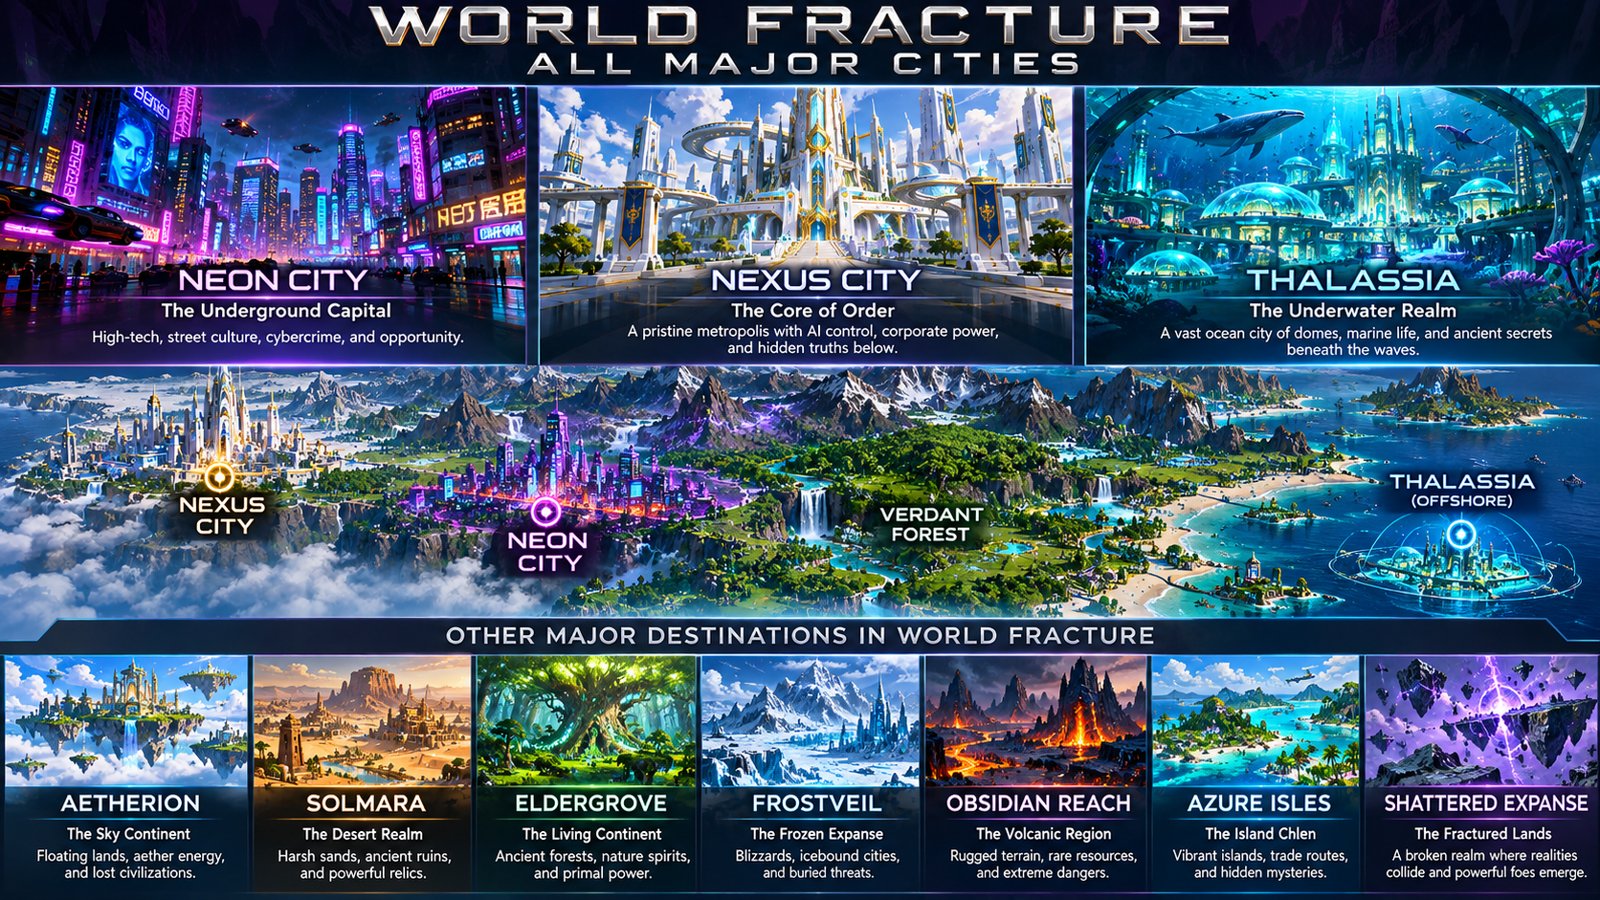 WORLD FRACTURE
ALL MAJOR CITIES
NEON CITY
The Underground Capital
High-tech, street culture, cybercrime, and opportunity.
NEXUS CITY
The Core of Order
A pristine metropolis with AI control, corporate power,
and hidden truths below.
THALASSIA
The Underwater Realm
A vast ocean city of domes, marine life, and ancient secrets
beneath the waves.
NEXUS
CITY
NEON
CITY
VERDANT
FOREST
THALASSIA
(OFFSHORE)
OTHER MAJOR DESTINATIONS IN WORLD FRACTURE
AETHERION
The Sky Continent
Floating lands, aether energy,
and lost civilizations.
SOLMARA
The Desert Realm
Harsh sands, ancient ruins,
and powerful relics.
ELDERGROVE
The Living Continent
Ancient forests, nature spirits,
and primal power.
FROSTVEIL
The Frozen Expanse
Blizzards, icebound cities,
and buried threats.
OBSIDIAN REACH
The Volcanic Region
Rugged terrain, rare resources,
and extreme dangers.
AZURE ISLES
The Island Chlen
Vibrant islands, trade routes,
and hidden mysteries.
SHATTERED EXPANSE
The Fractured Lands
A broken realm where realities
collide and powerful foes emerge.